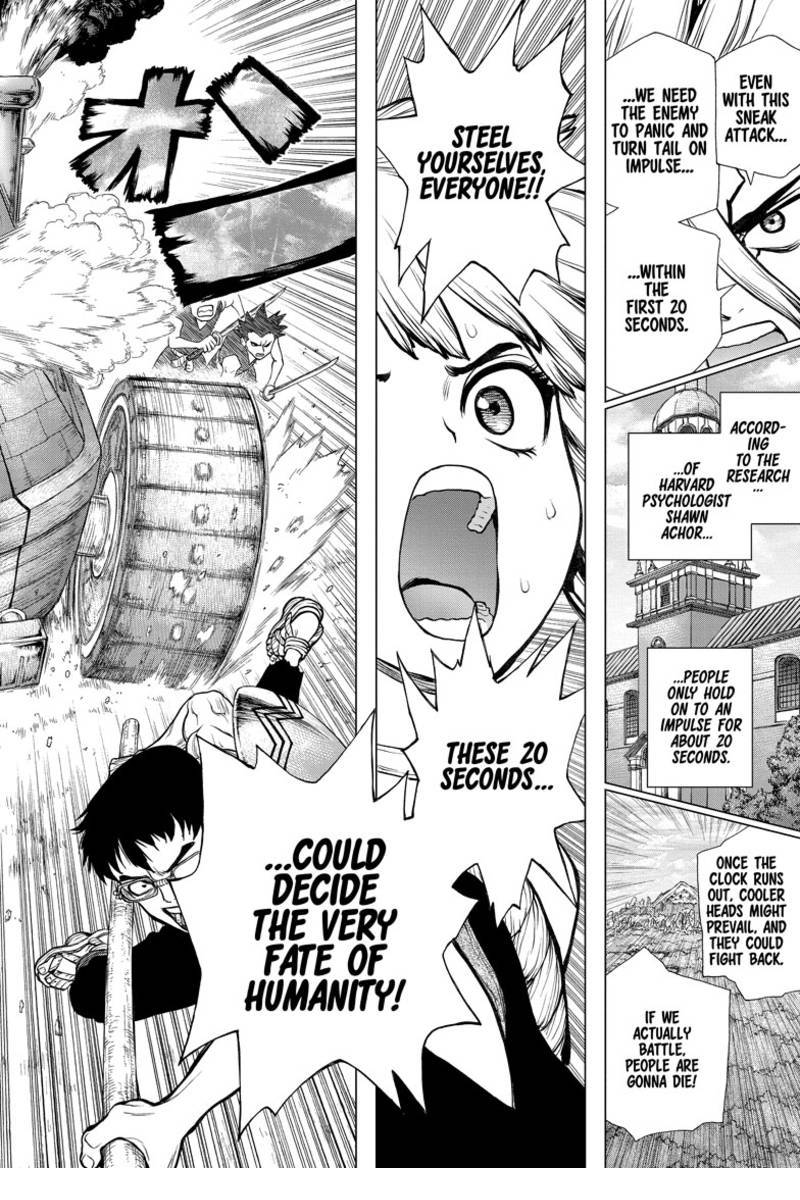 EVEN
WITH THIS
SNEAK
ATTACK...
...WE NEED
THE ENEMY
TO PANIC AND
TURN TAIL ON
IMPULSE...
...WITHIN
THE
FIRST 20
SECONDS.
ACCORD-
ING
TO THE
RESEARCH
...
...OF
HARVARD
PSYCHOLOGIST
SHAWN
ACHOR...
...PEOPLE
ONLY HOLD
ON TO AN
IMPULSE FOR
ABOUT 20
SECONDS.
ONCE THE
CLOCK RUNS
OUT, COOLER
HEADS MIGHT
PREVAIL, AND
THEY COULD
FIGHT BACK.
IF WE
ACTUALLY
BATTLE,
PEOPLE ARE
GONNA DIE!
STEEL
YOURSELVES,
EVERYONE!!
THESE 20
SECONDS...
...COULD
DECIDE
THE VERY
FATE OF
HUMANITY!
オン